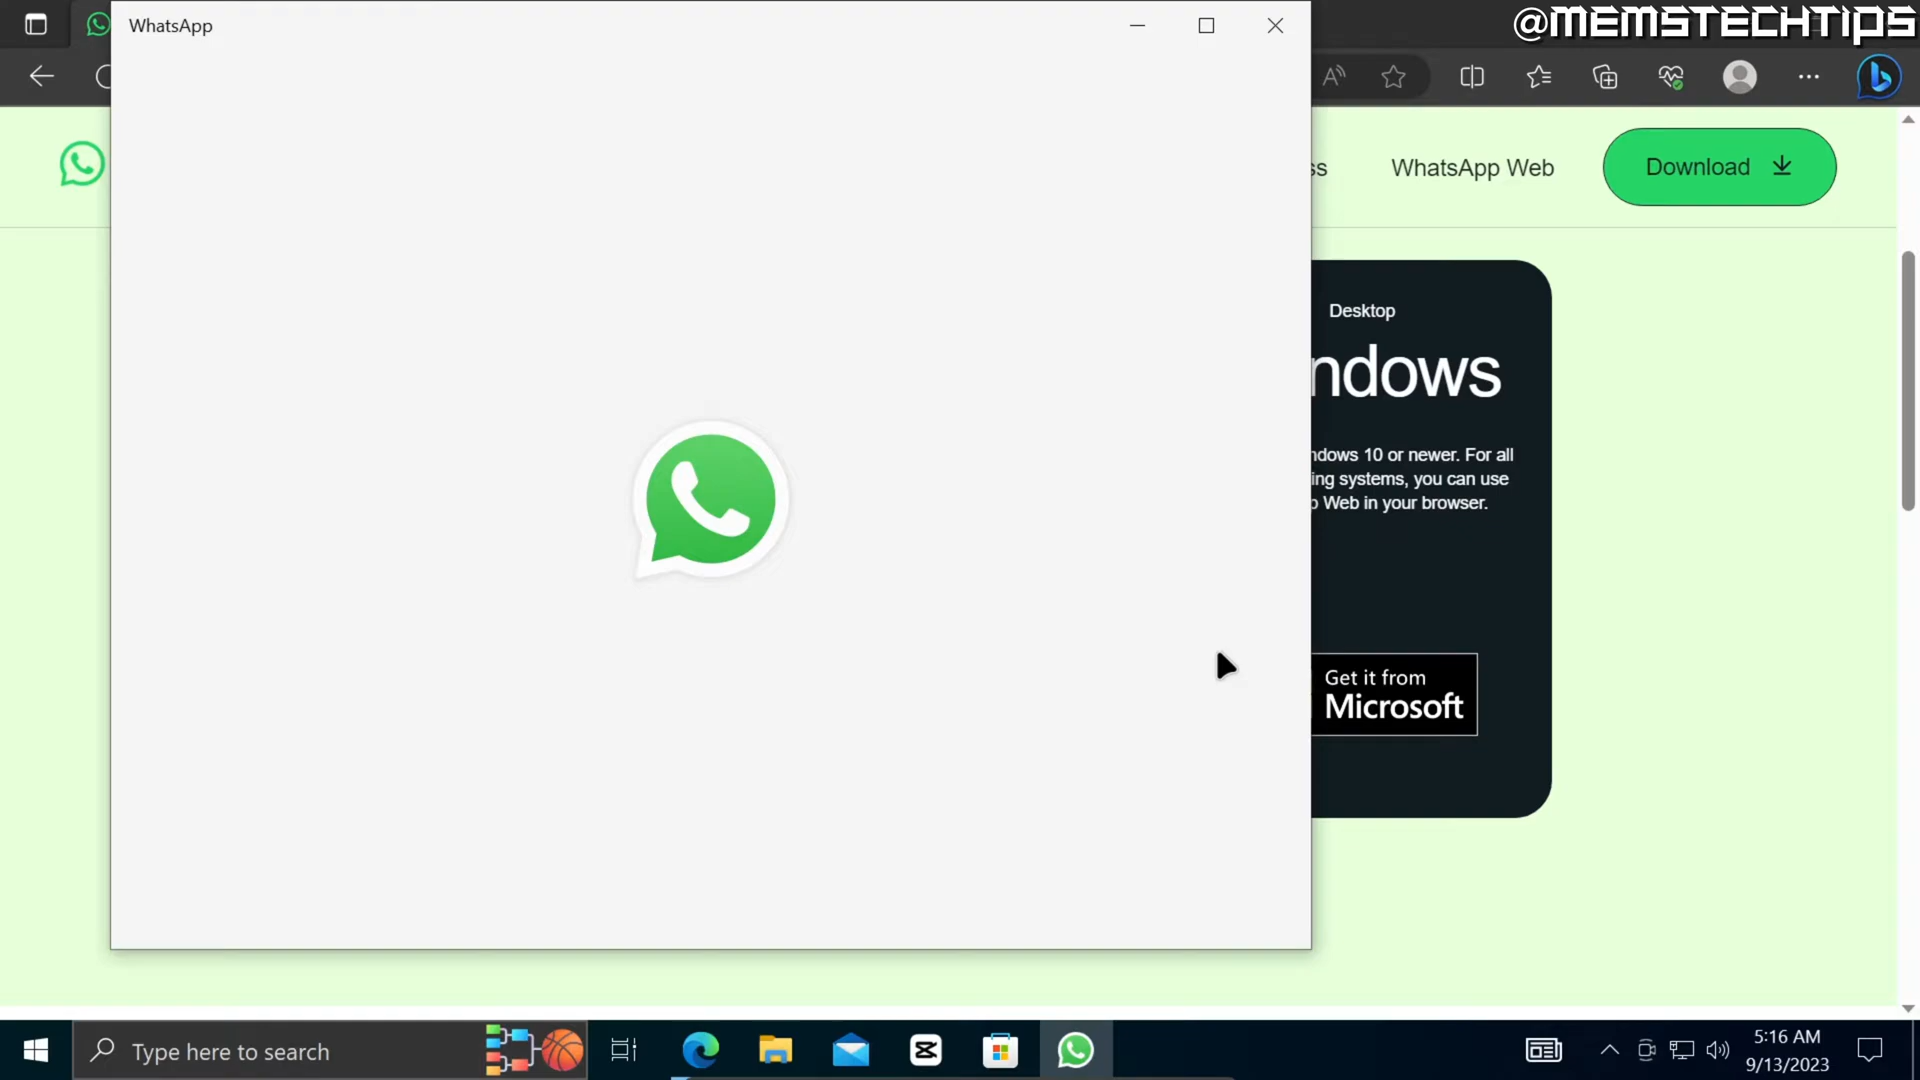 WhatsApp
@MEMSTECHTIPS
ss
WhatsApp Web
Download
Desktop
ndows
ndows 10 or newer. For all
ing systems, you can use
Web in your browser.
Get it from
Microsoft
Type here to search
5:16 AM
9/13/2023